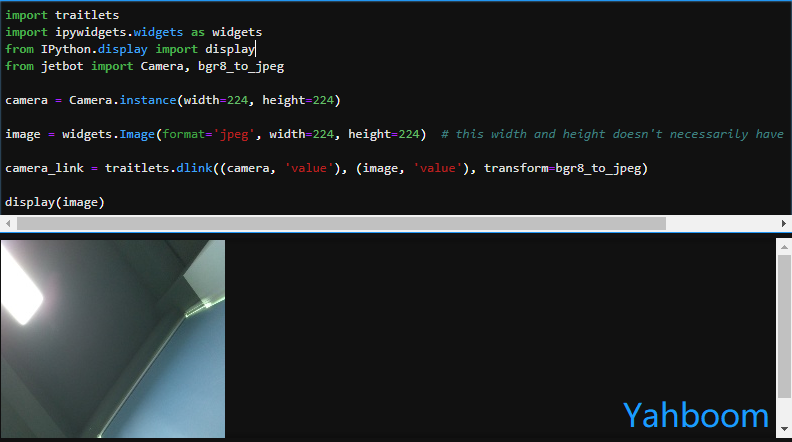 import traitlets
import ipywidgets.widgets as widgets
from IPython.display import display
from jetbot import Camera, bgr8_to_jpeg
camera = Camera.instance(width=224, height=224)
image = widgets.Image(format='jpeg', width=224, height=224)  # this width and height doesn't necessarily have
camera_link = traitlets.dlink((camera, 'value'), (image, 'value'), transform=bgr8_to_jpeg)
display(image)
Yahboom